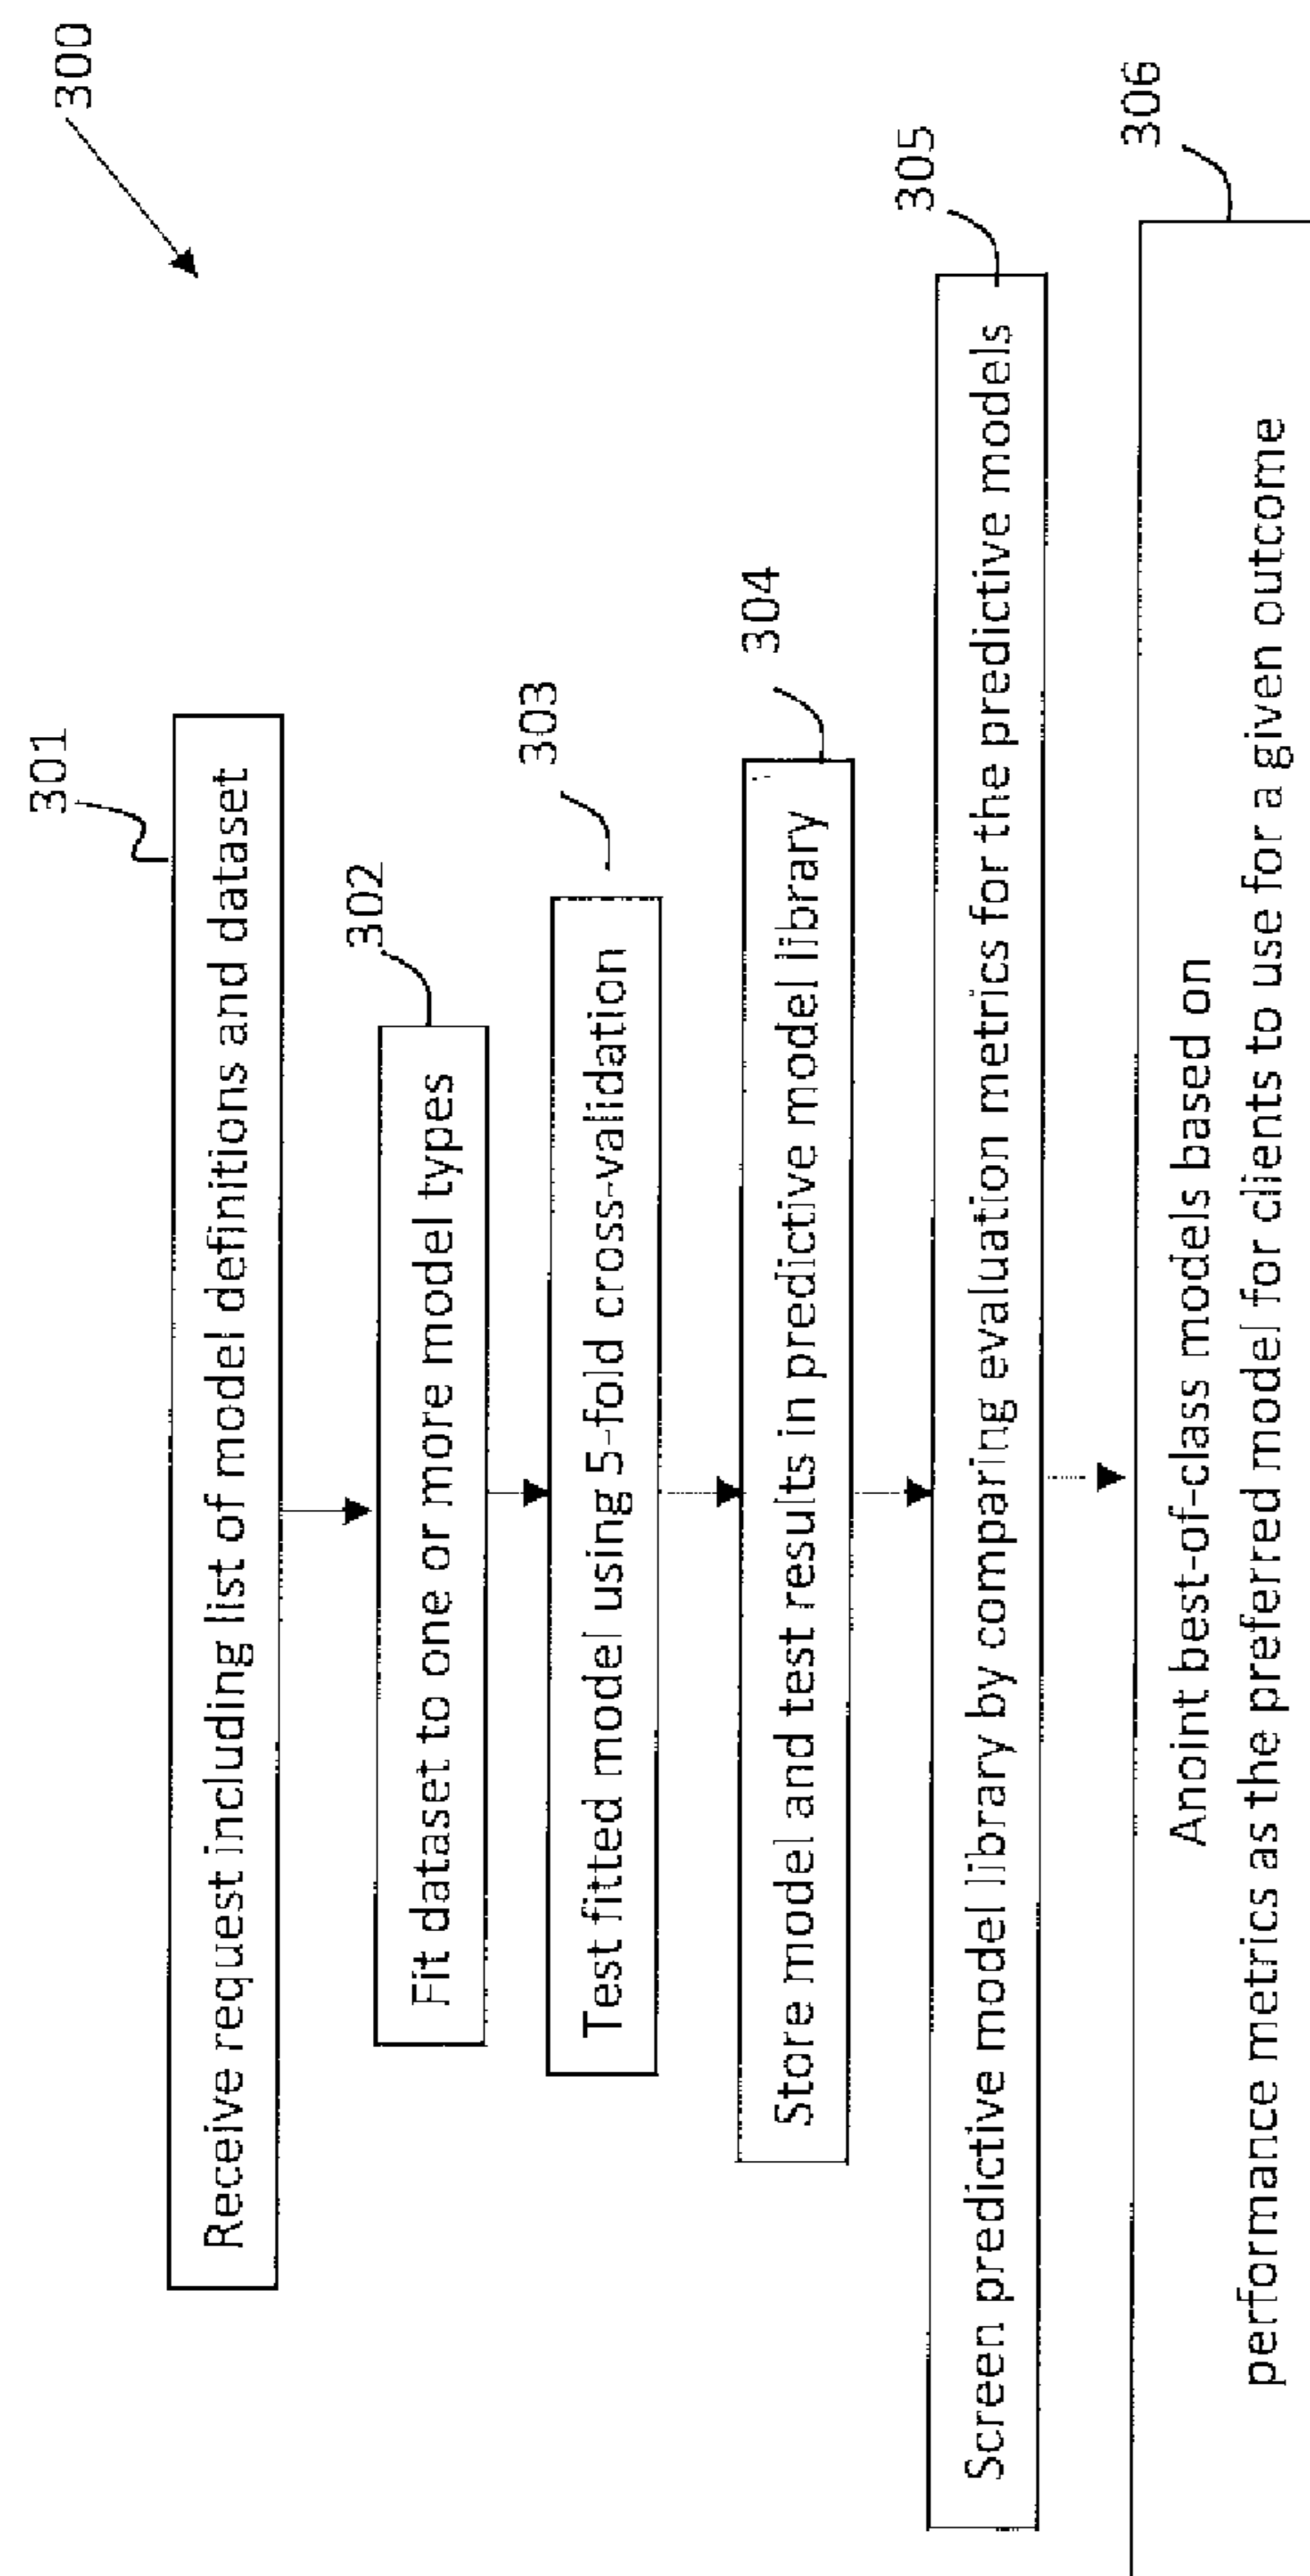 300
301
Receive request including list of model definitions and dataset
302
Fit dataset to one or more model types
303
Test fitted model using 5-fold cross-validation
304
Store model and test results in predictive model library
305
Screen predictive model library by comparing evaluation metrics for the predictive models
306
Anoint best-of-class models based on
performance metrics as the preferred model for clients to use for a given outcome